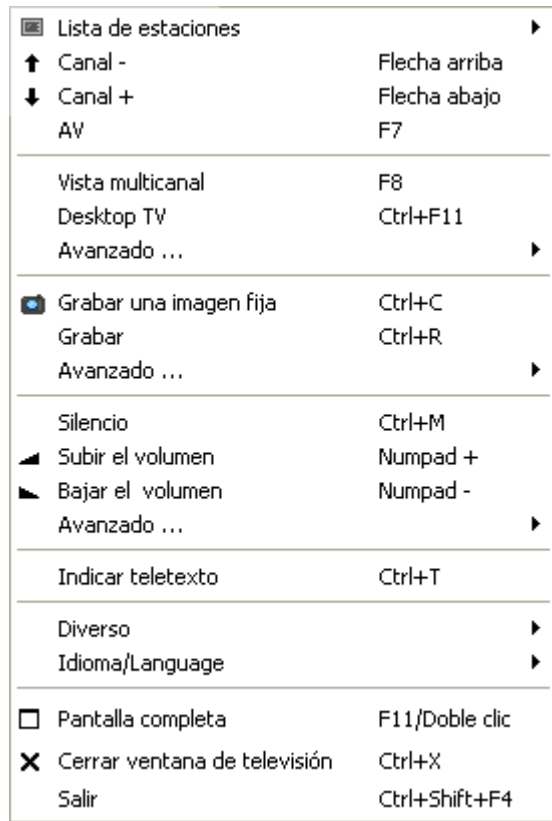 Lista de estaciones
Canal - Flecha arriba
Canal + Flecha abajo
AV F7
Vista multicanal F8
Desktop TV Ctrl+F11
Avanzado ...
Grabar una imagen fija Ctrl+C
Grabar Ctrl+R
Avanzado ...
Silencio Ctrl+M
Subir el volumen Numpad +
Bajar el  volumen Numpad -
Avanzado ...
Indicar teletexto Ctrl+T
Diverso
Idioma/Language
Pantalla completa F11/Doble clic
Cerrar ventana de televisión Ctrl+X
Salir Ctrl+Shift+F4